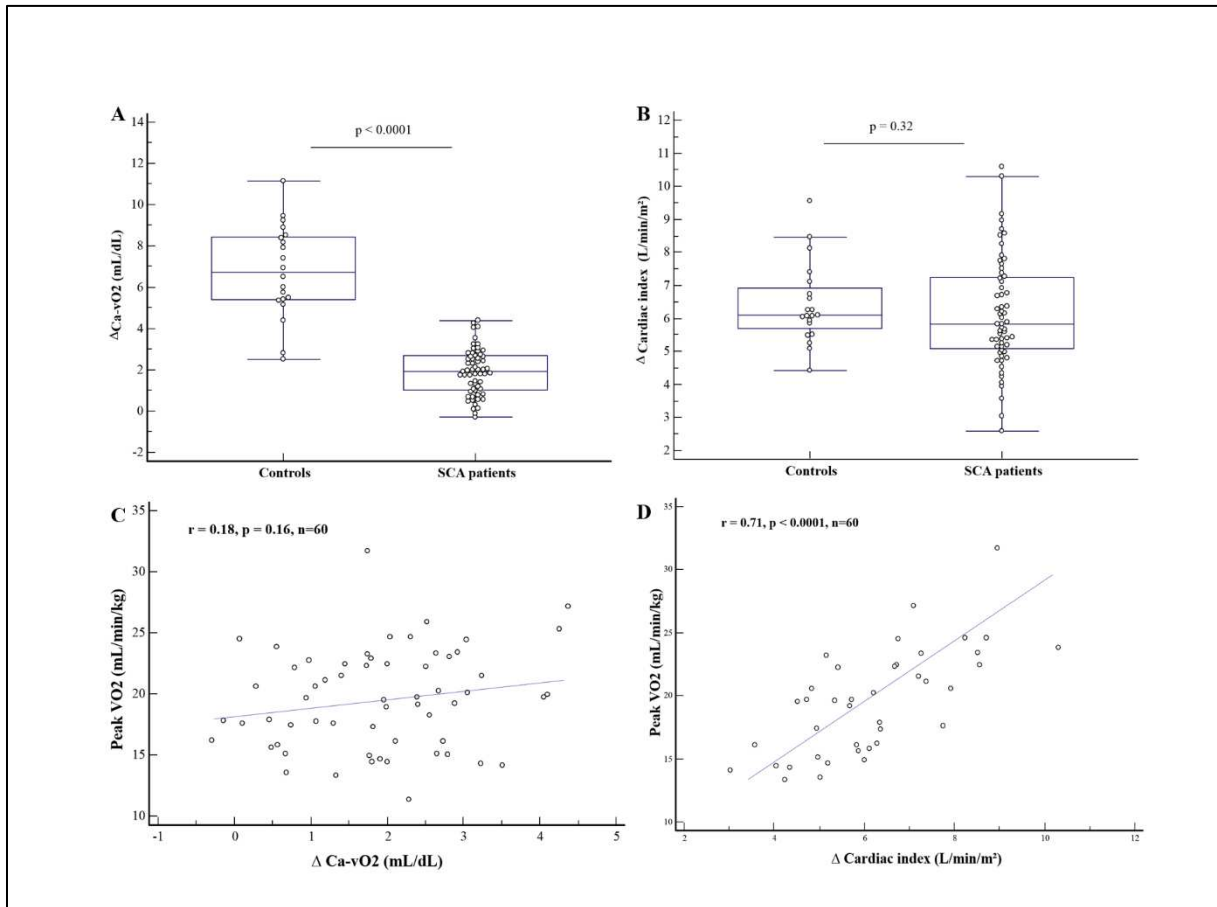 A
p < 0.0001
ΔCa-vO2 (mL/dL)
14
12
10
8
6
4
2
0
-2
Controls
SCA patients
B
p = 0.32
Δ Cardiac index (L/min/m²)
12
11
10
9
8
7
6
5
4
3
2
Controls
SCA patients
C
r = 0.18, p = 0.16, n=60
Peak VO2 (mL/min/kg)
35
30
25
20
15
10
-1
0
1
2
3
4
5
Δ Ca-vO2 (mL/dL)
D
r = 0.71, p < 0.0001, n=60
Peak VO2 (mL/min/kg)
35
30
25
20
15
10
2
4
6
8
10
12
Δ Cardiac index (L/min/m²)